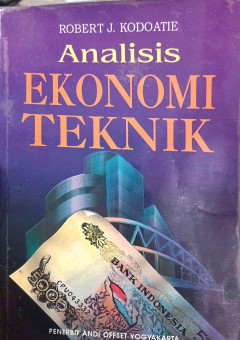 ROBERT J. KODOATIE
Analisis
EKONOMI
TEKNIK
BANK INDONESIA
PENERBIT ANDI OFFSET YOGYAKARTA